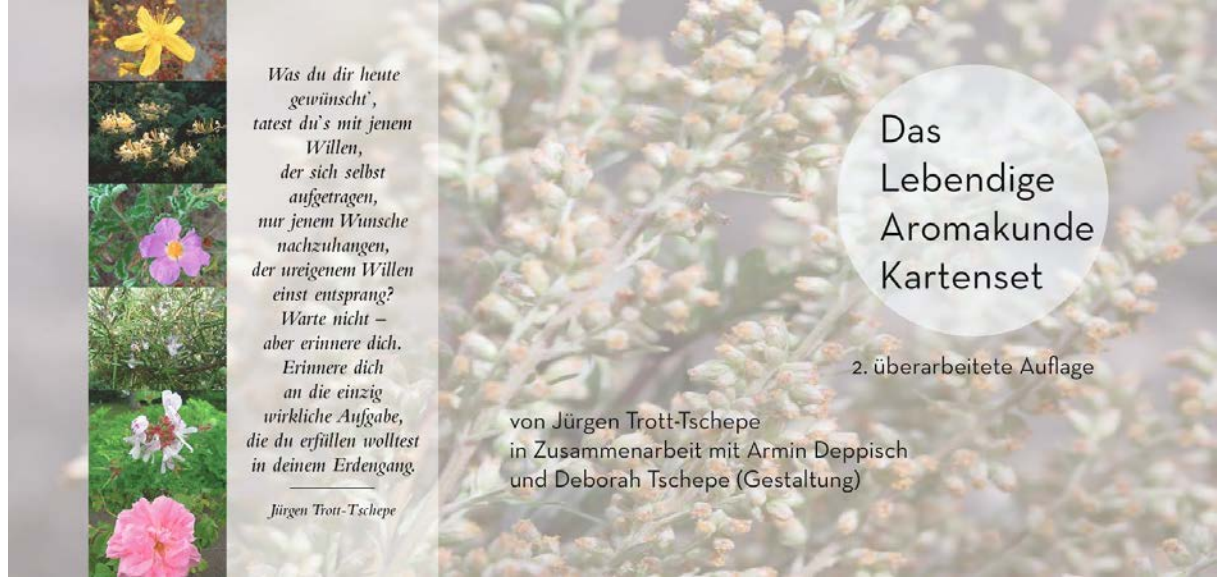 Was du dir heute
gewünscht`,
tatest du`s mit jenem
Willen,
der sich selbst
aufgetragen,
nur jenem Wunsche
nachzuhangen,
der ureigenem Willen
einst entsprang?
Warte nicht –
aber erinnere dich.
Erinnere dich
an die einzig
wirkliche Aufgabe,
die du erfüllen wolltest
in deinem Erdengang.
Jürgen Trott-Tschepe
Das
Lebendige
Aromakunde
Kartenset
2. überarbeitete Auflage
von Jürgen Trott-Tschepe
in Zusammenarbeit mit Armin Deppisch
und Deborah Tschepe (Gestaltung)